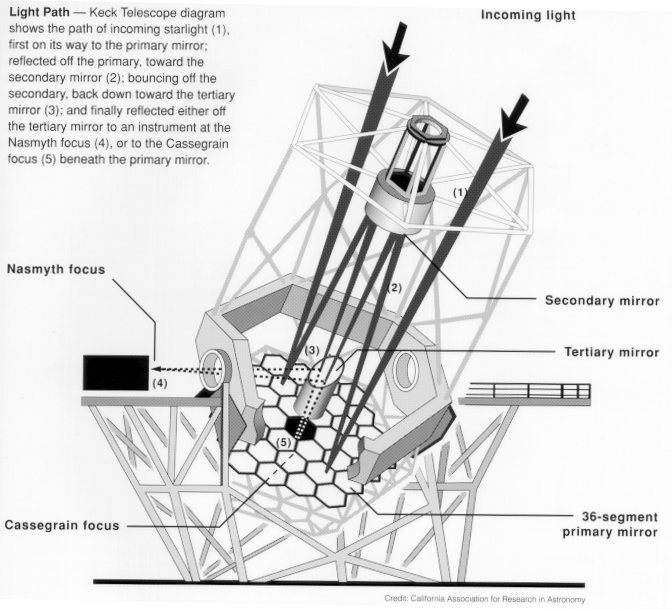 Light Path — Keck Telescope diagram
shows the path of incoming starlight (1),
first on its way to the primary mirror;
reflected off the primary, toward the
secondary mirror (2); bouncing off the
secondary, back down toward the tertiary
mirror (3); and finally reflected either off
the tertiary mirror to an instrument at the
Nasmyth focus (4), or to the Cassegrain
focus (5) beneath the primary mirror.
Incoming light
(1)
Nasmyth focus
(2)
Secondary mirror
(3)
Tertiary mirror
(4)
(5)
Cassegrain focus
36-segment
primary mirror
Credit: California Association for Research in Astronomy